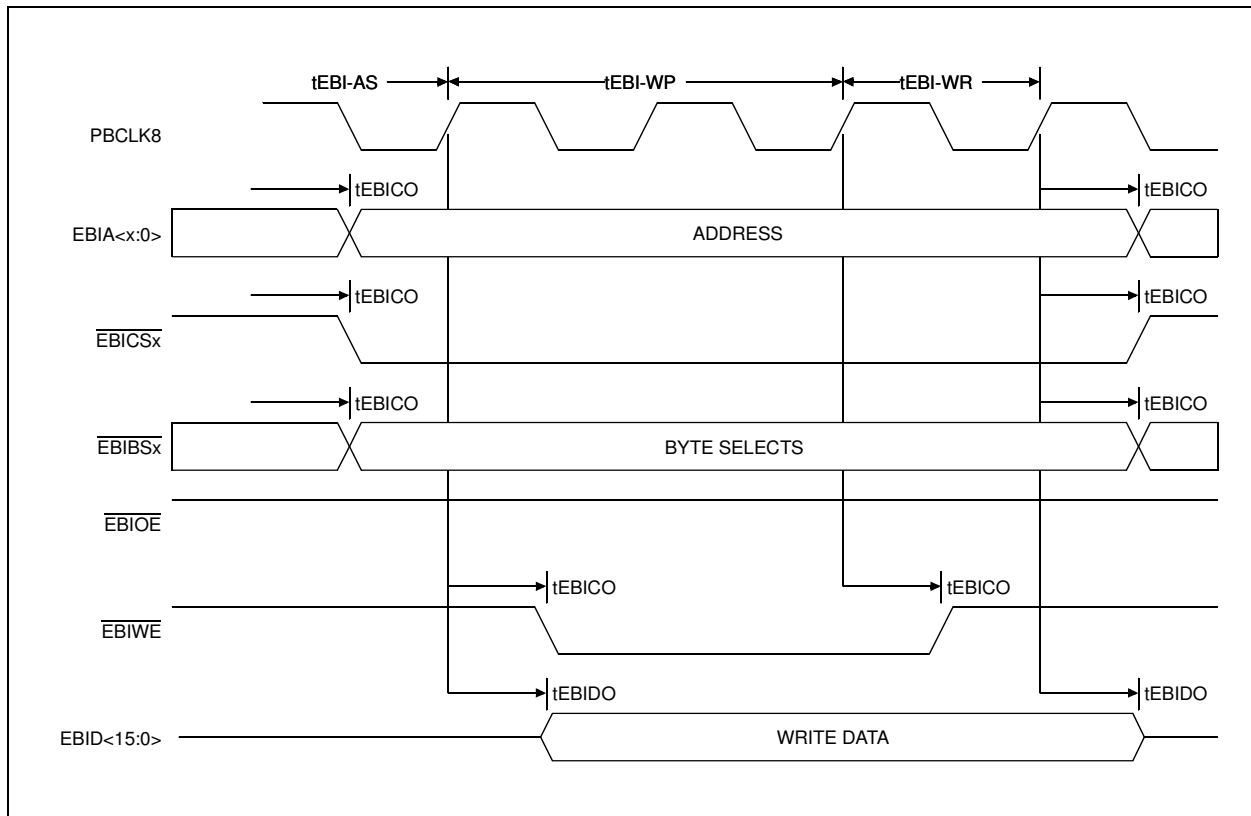 tEBI-AS tEBI-WP tEBI-WR
PBCLK8
tEBICO tEBICO
EBIA<x:0> ADDRESS
tEBICO tEBICO
EBICSx
tEBICO tEBICO
EBIBSx BYTE SELECTS
EBIOE
tEBICO tEBICO
EBIWE
tEBIDO tEBIDO
EBID<15:0> WRITE DATA